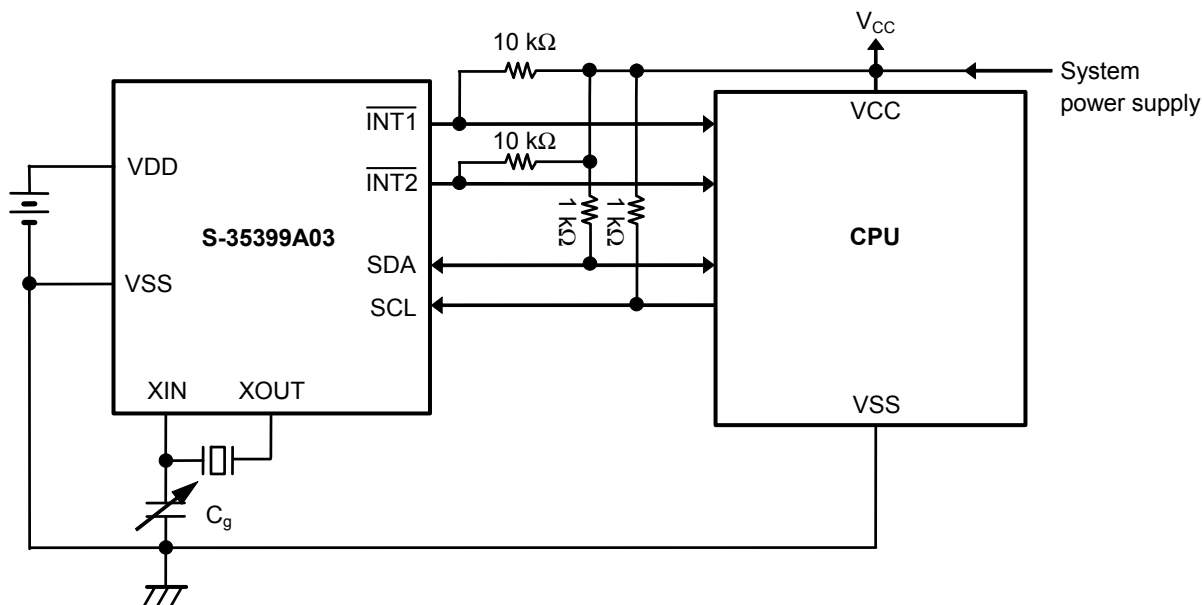 V_CC
10 kΩ
System
power supply
INT1
VCC
10 kΩ
VDD
INT2
1 kΩ
1 kΩ
S-35399A03
CPU
SDA
VSS
SCL
XIN
XOUT
VSS
C_g